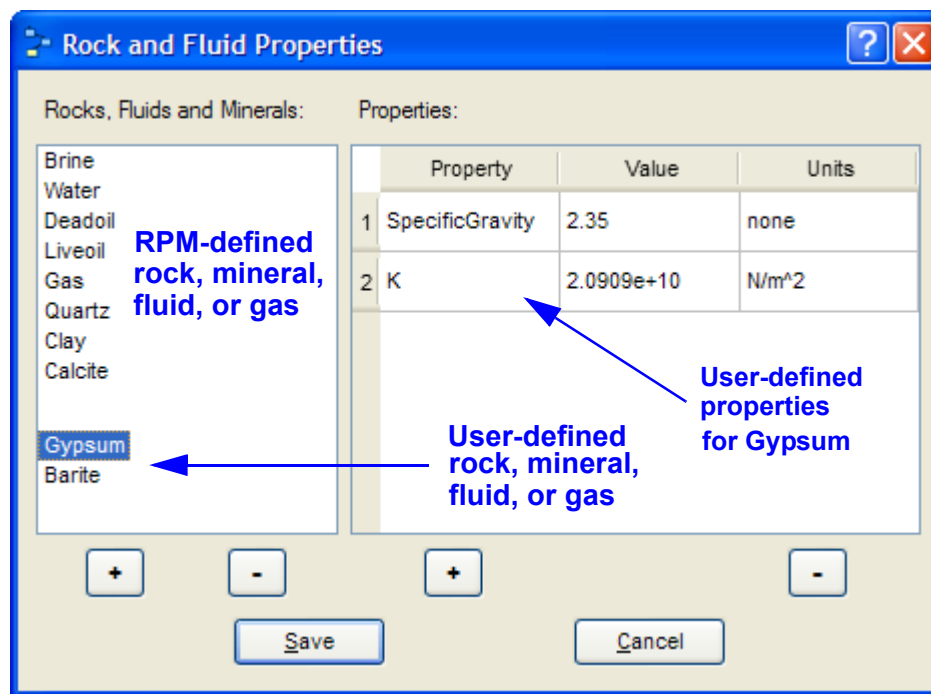 Rock and Fluid Properties
?
Rocks, Fluids and Minerals:
Properties:
Brine
Water
Deadoil
Liveoil
Gas
Quartz
Clay
Calcite
Gypsum
Barite
RPM-defined
rock, mineral,
fluid, or gas
Property Value Units
1 SpecificGravity 2.35 none
2 K 2.0909e+10 N/m^2
User-defined
properties
for Gypsum
User-defined
rock, mineral,
fluid, or gas
+ - + -
Save Cancel